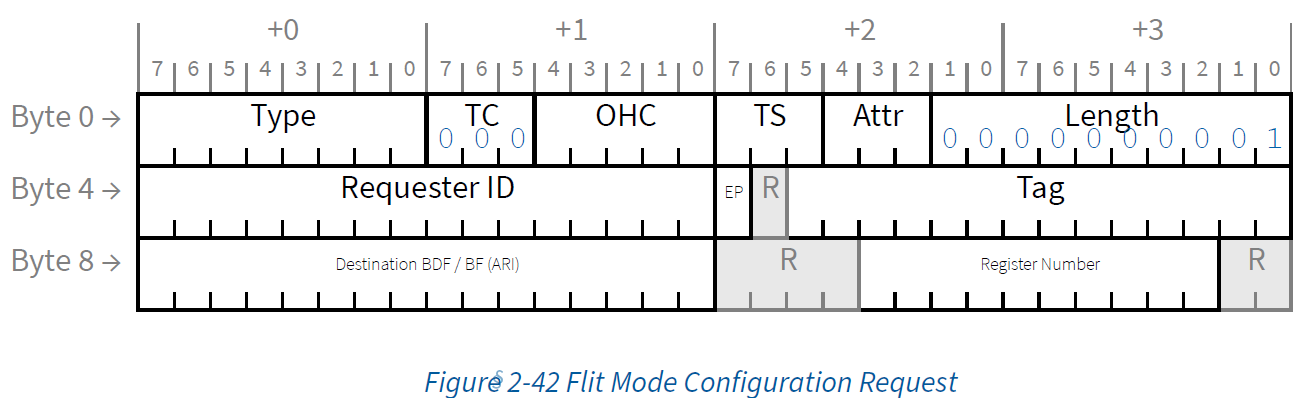 +0 +1 +2 +3
7 6 5 4 3 2 1 0 7 6 5 4 3 2 1 0 7 6 5 4 3 2 1 0 7 6 5 4 3 2 1 0
Byte 0 → Type TC OHC TS Attr Length
0 0 0 0 0 0 0 0 0 0 0 0 1
Byte 4 → Requester ID EP R Tag
Byte 8 → Destination BDF / BF (ARI) R Register Number R
Figure 2-42 Flit Mode Configuration Request
§